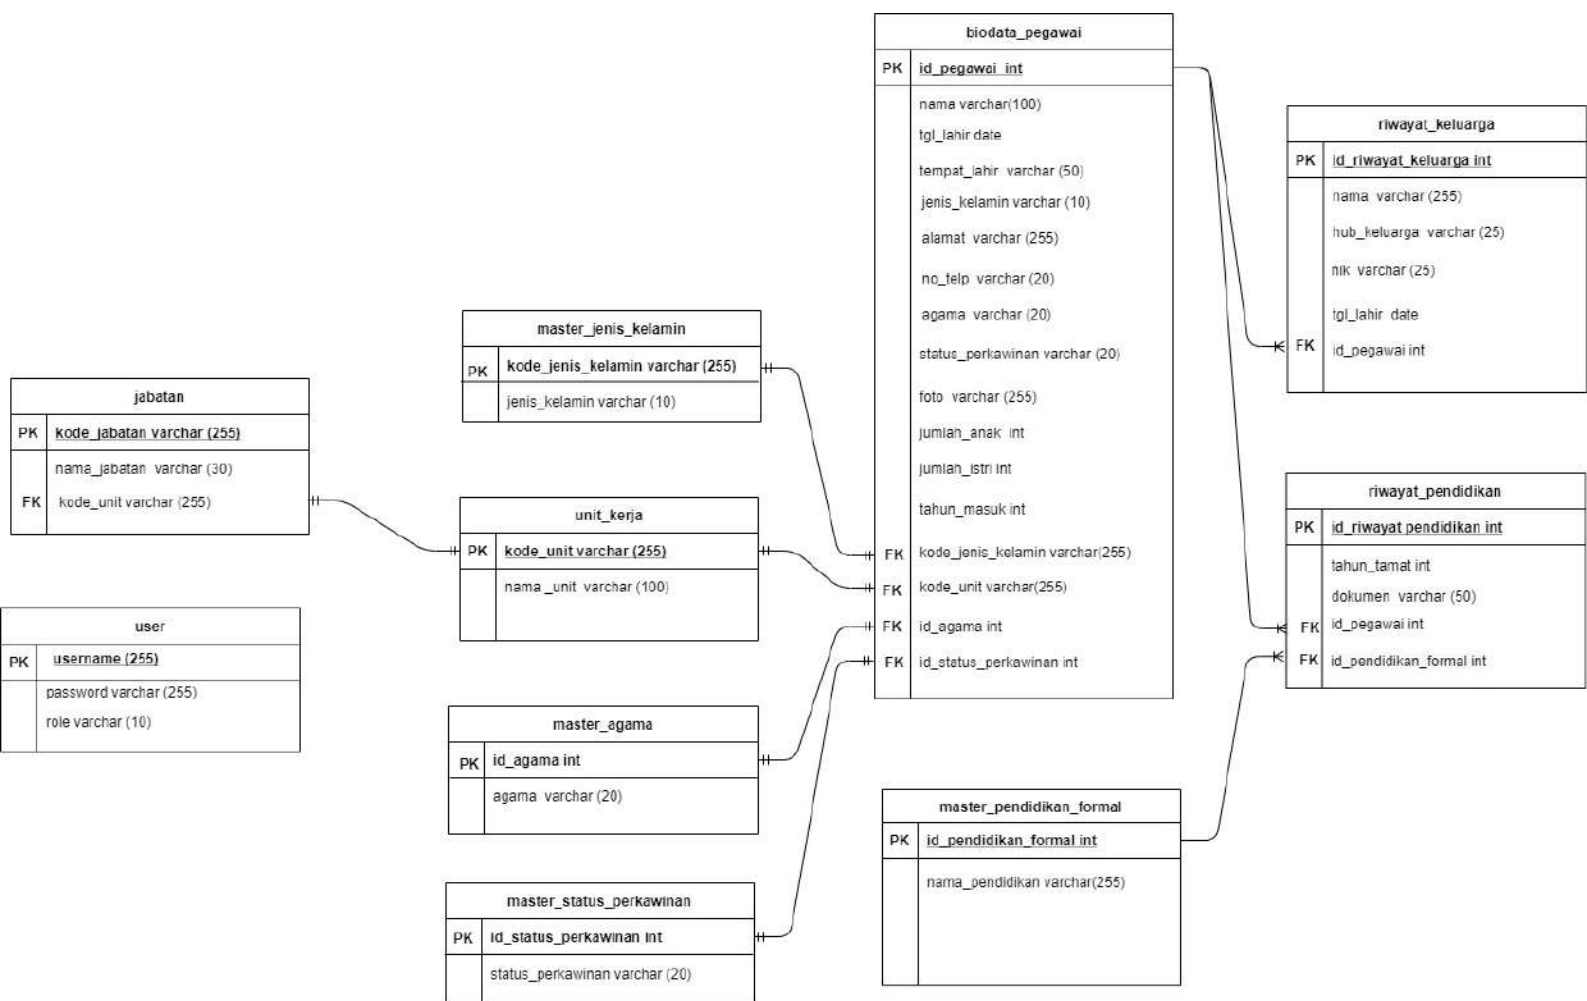 biodata_pegawai
PK id_pegawai int
nama varchar(100)
tgl_lahir date
tempat_lahir varchar (50)
jenis_kelamin varchar (10)
alamat varchar (255)
no_telp varchar (20)
agama varchar (20)
status_perkawinan varchar (20)
foto varchar (255)
jumlah_anak int
jumlah_istri int
tahun_masuk int
FK kode_jenis_kelamin varchar(255)
FK kode_unit varchar(255)
FK id_agama int
FK id_status_perkawinan int
riwayat_keluarga
PK id_riwayat_keluarga int
nama varchar (255)
hub_keluarga varchar (25)
nik varchar (25)
tgl_lahir date
FK id_pegawai int
master_jenis_kelamin
PK kode_jenis_kelamin varchar (255)
jenis_kelamin varchar (10)
jabatan
PK kode_jabatan varchar (255)
nama_jabatan varchar (30)
FK kode_unit varchar (255)
unit_kerja
PK kode_unit varchar (255)
nama _unit varchar (100)
riwayat_pendidikan
PK id_riwayat pendidikan int
tahun_tamat int
dokumen varchar (50)
FK id_pegawai int
FK id_pendidikan_formal int
user
PK username (255)
password varchar (255)
role varchar (10)
master_agama
PK id_agama int
agama varchar (20)
master_pendidikan_formal
PK id_pendidikan_formal int
nama_pendidikan varchar(255)
master_status_perkawinan
PK id_status_perkawinan int
status_perkawinan varchar (20)